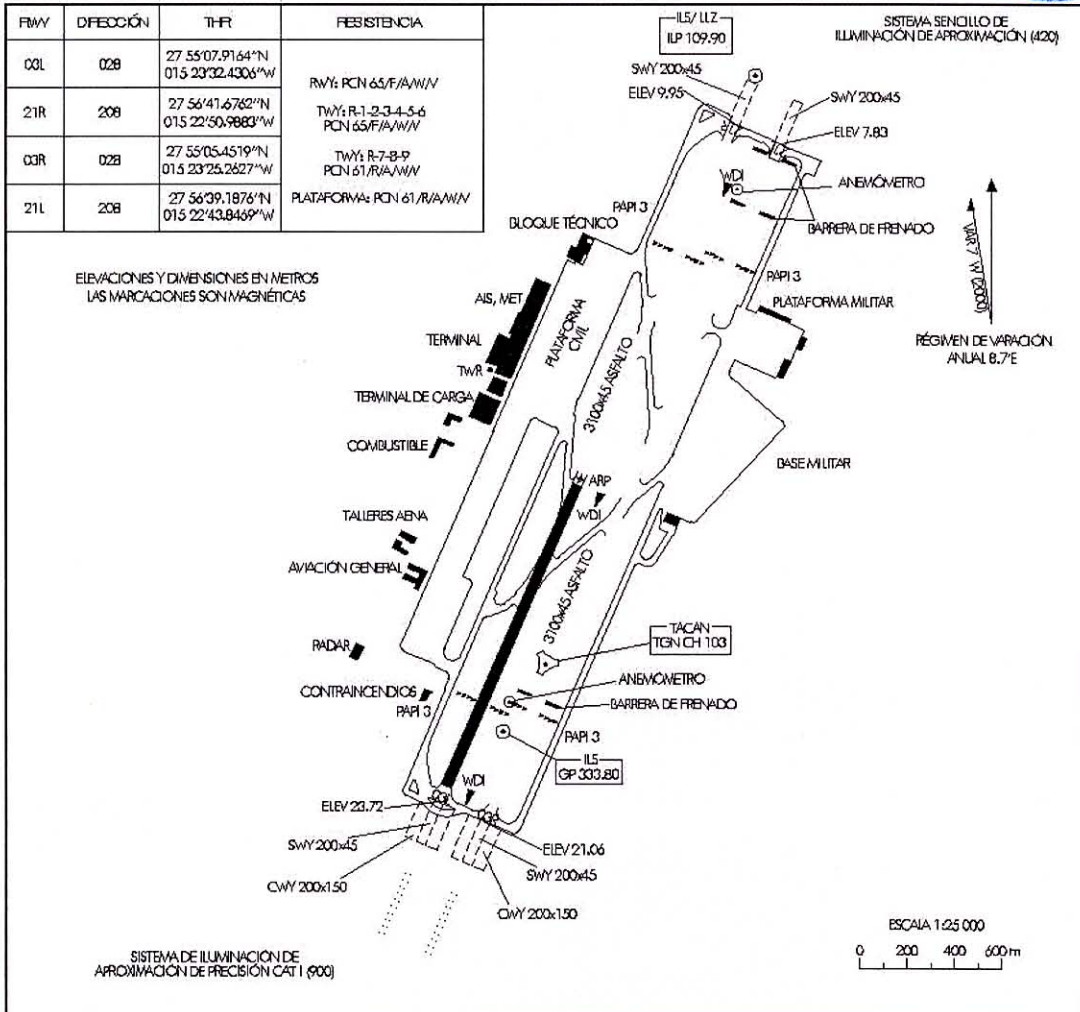 RWY DIRECCIÓN THR RESISTENCIA
03L 028 27 55'07.9164"N
015 23'32.4306"W
21R 208 27 56'41.6762"N
015 22'50.9883"W
03R 028 27 55'05.4519"N
015 23'25.2627"W
21L 208 27 56'39.1876"N
015 22'43.8469"W
RWY: PCN 65/F/A/W/V
TWY: R-1-2-3-4-5-6
PCN 65/F/A/W/V
TWY: R-7-8-9
PCN 61/R/A/W/V
PLATAFORMA: PCN 61/R/A/W/V
ELEVACIONES Y DIMENSIONES EN METROS
LAS MARCACIONES SON MAGNÉTICAS
ILS/ LLZ
ILP 109.90
SISTEMA SENCILLO DE
ILUMINACIÓN DE APROXIMACIÓN (420)
SWY 200x45
ELEV 9.95
SWY 200x45
ELEV 7.83
WDI
ANEMÓMETRO
PAPI 3
BARRERA DE FRENADO
BLOQUE TÉCNICO
PAPI 3
VAR 7 W (2000)
PLATAFORMA MILITAR
RÉGIMEN DE VARACIÓN
ANUAL 8.7'E
AIS, MET
PLATAFORMA
CIVIL
TERMINAL
TWR
3100x45 ASFALTO
TERMINAL DE CARGA
COMBUSTIBLE
BASE MILITAR
ARP
WDI
TALLERES AENA
AVIACIÓN GENERAL
3100x45 ASFALTO
TACAN
TGN CH 103
RADAR
CONTRAINCENDIOS
ANEMÓMETRO
PAPI 3
BARRERA DE FRENADO
PAPI 3
ILS
GP 333.80
WDI
ELEV 23.72
SWY 200x45
ELEV 21.06
SWY 200x45
CWY 200x150
CWY 200x150
SISTEMA DE ILUMINACIÓN DE
APROXIMACIÓN DE PRECISIÓN CAT I (900)
ESCALA 1:25 000
0 200 400 600 m